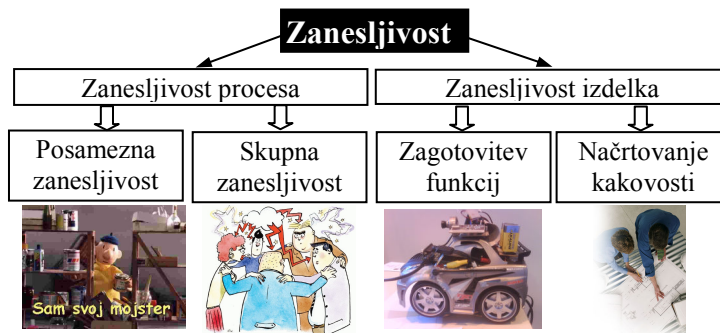 Zanesljivost
Zanesljivost procesa
Zanesljivost izdelka
Posamezna
zanesljivost
Skupna
zanesljivost
Zagotovitev
funkcij
Načrtovanje
kakovosti
Sam svoj mojster